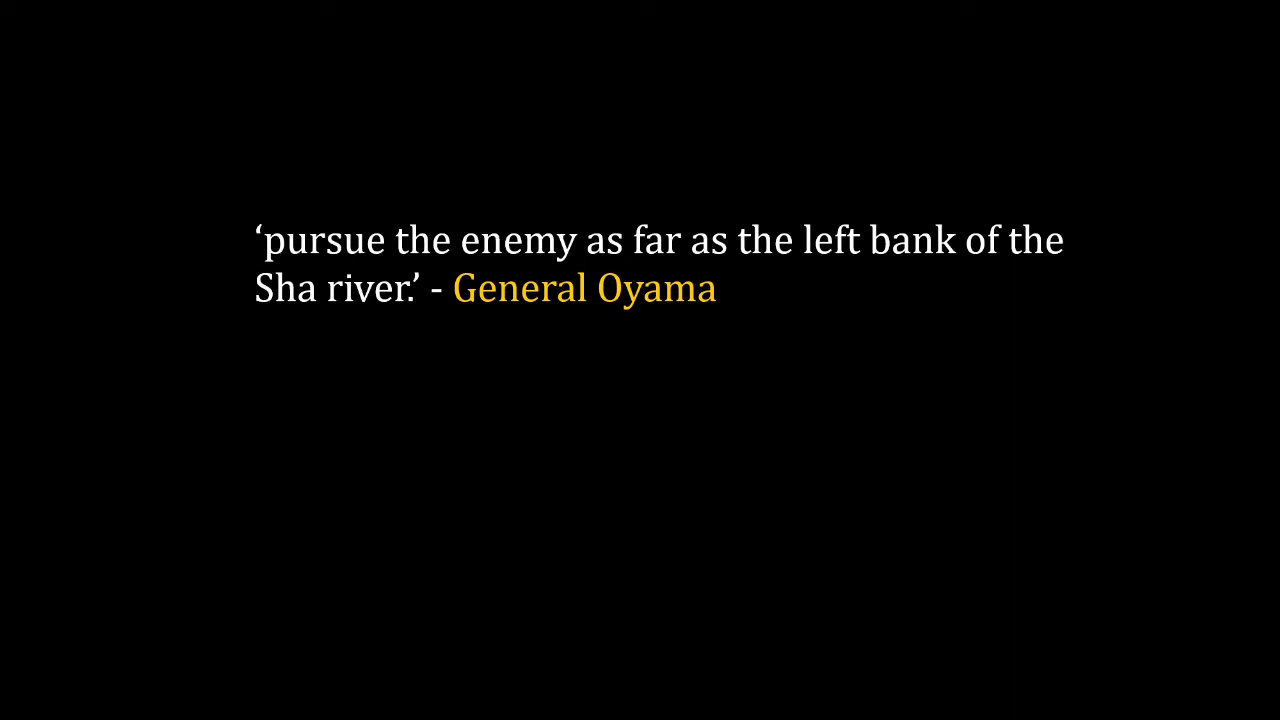 ‘pursue the enemy as far as the left bank of the
Sha river.’ - General Oyama